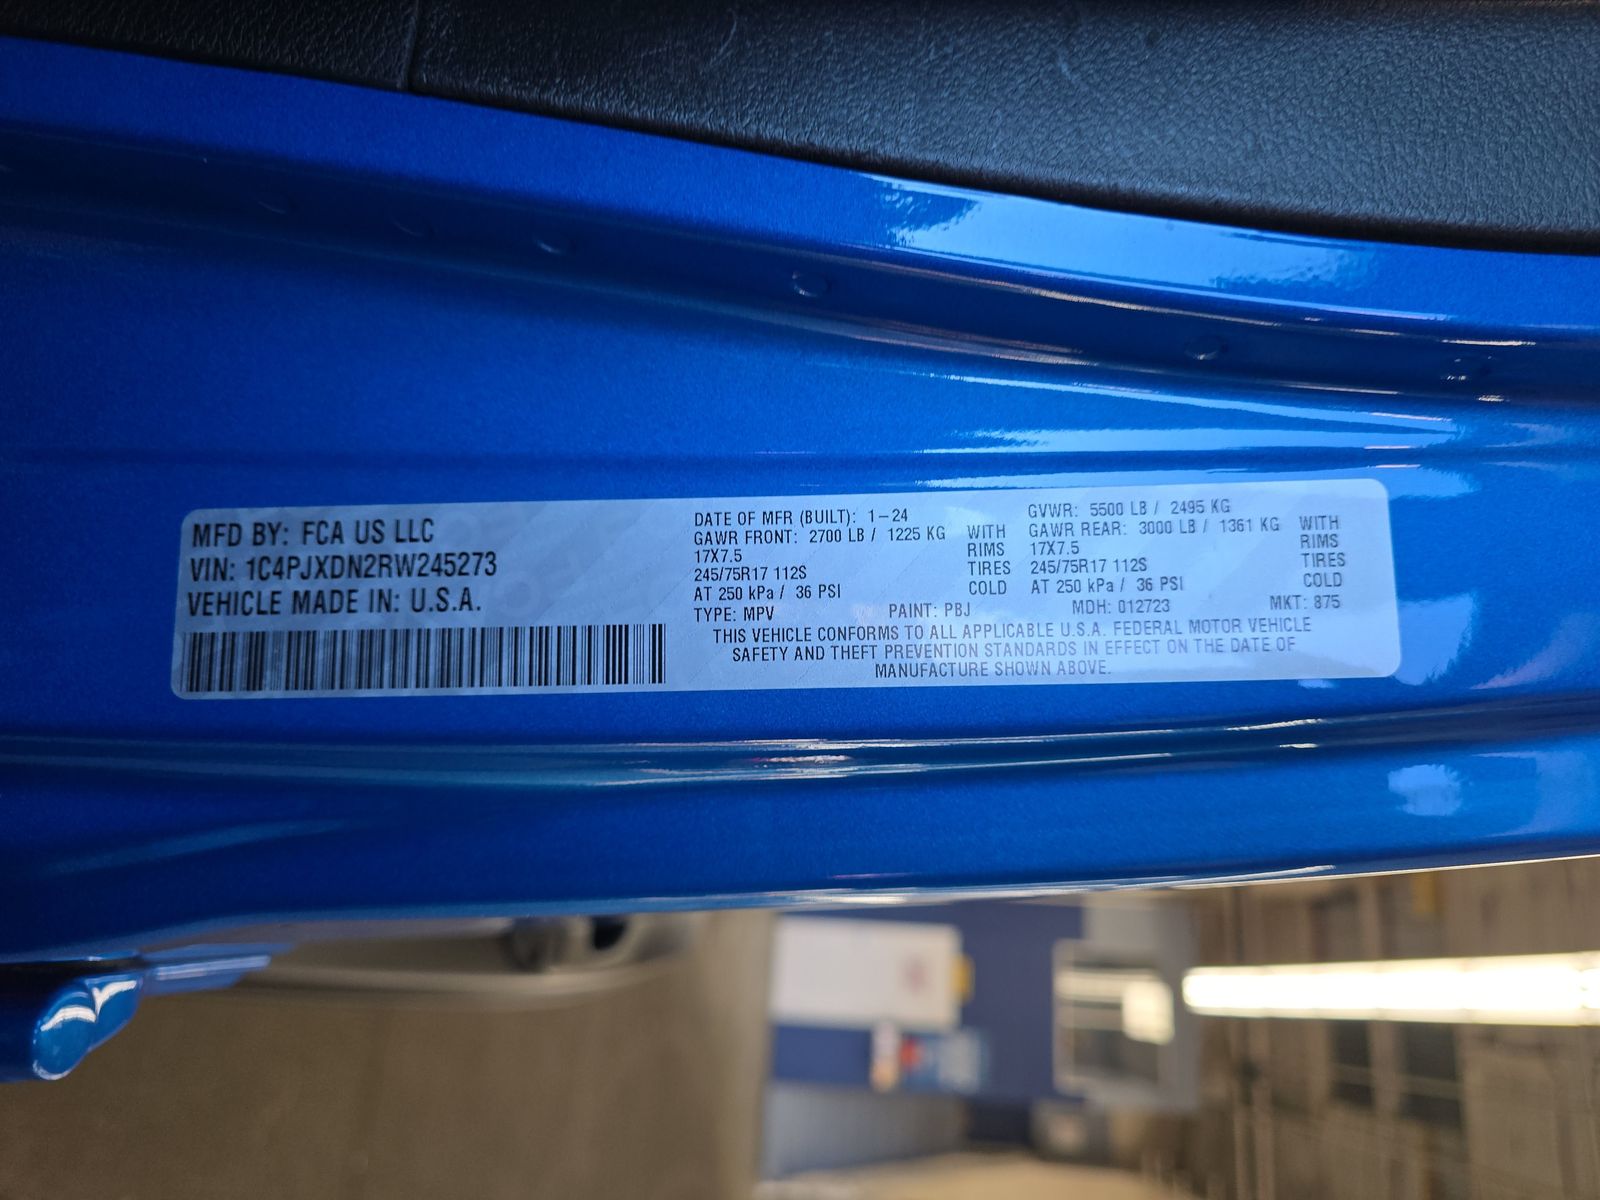 MFD BY: FCA US LLC
VIN: 1C4PJXDN2RW245273
VEHICLE MADE IN: U.S.A.
DATE OF MFR (BUILT): 1-24
GAWR FRONT: 2700 LB / 1225 KG WITH
17X7.5 RIMS
245/75R17 112S TIRES
AT 250 kPa / 36 PSI COLD
GVWR: 5500 LB / 2495 KG
GAWR REAR: 3000 LB / 1361 KG WITH
17X7.5 RIMS
245/75R17 112S TIRES
AT 250 kPa / 36 PSI COLD
TYPE: MPV PAINT: PBJ MDH: 012723 MKT: 875
THIS VEHICLE CONFORMS TO ALL APPLICABLE U.S.A. FEDERAL MOTOR VEHICLE
SAFETY AND THEFT PREVENTION STANDARDS IN EFFECT ON THE DATE OF
MANUFACTURE SHOWN ABOVE.